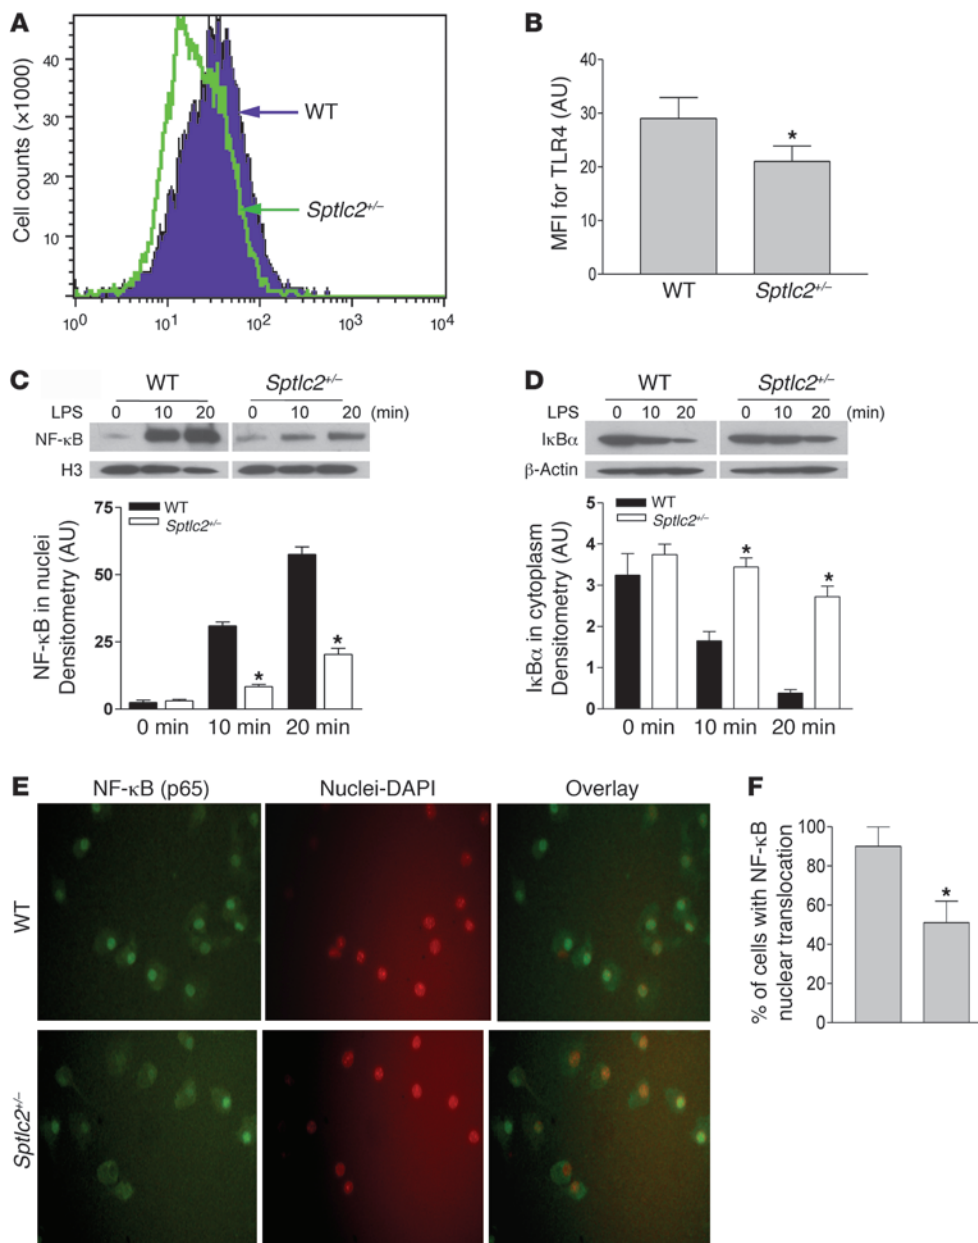 A
Cell counts (×1000)
40
30
20
10
WT
Sptlc2+/–
10⁰ 10¹ 10² 10³ 10⁴
B
MFI for TLR4 (AU)
40
30
20
10
0
*
WT Sptlc2+/–
C
WT Sptlc2+/–
LPS 0 10 20 0 10 20 (min)
NF-κB
H3
NF-κB in nuclei
Densitometry (AU)
75
50
25
0
WT
Sptlc2+/–
*
*
0 min 10 min 20 min
D
WT Sptlc2+/–
LPS 0 10 20 0 10 20 (min)
IκBα
β-Actin
IκBα in cytoplasm
Densitometry (AU)
5
4
3
2
1
0
WT
Sptlc2+/–
*
*
0 min 10 min 20 min
E
NF-κB (p65) Nuclei-DAPI Overlay
WT
Sptlc2+/–
F
% of cells with NF-κB
nuclear translocation
100
80
60
40
20
0
*